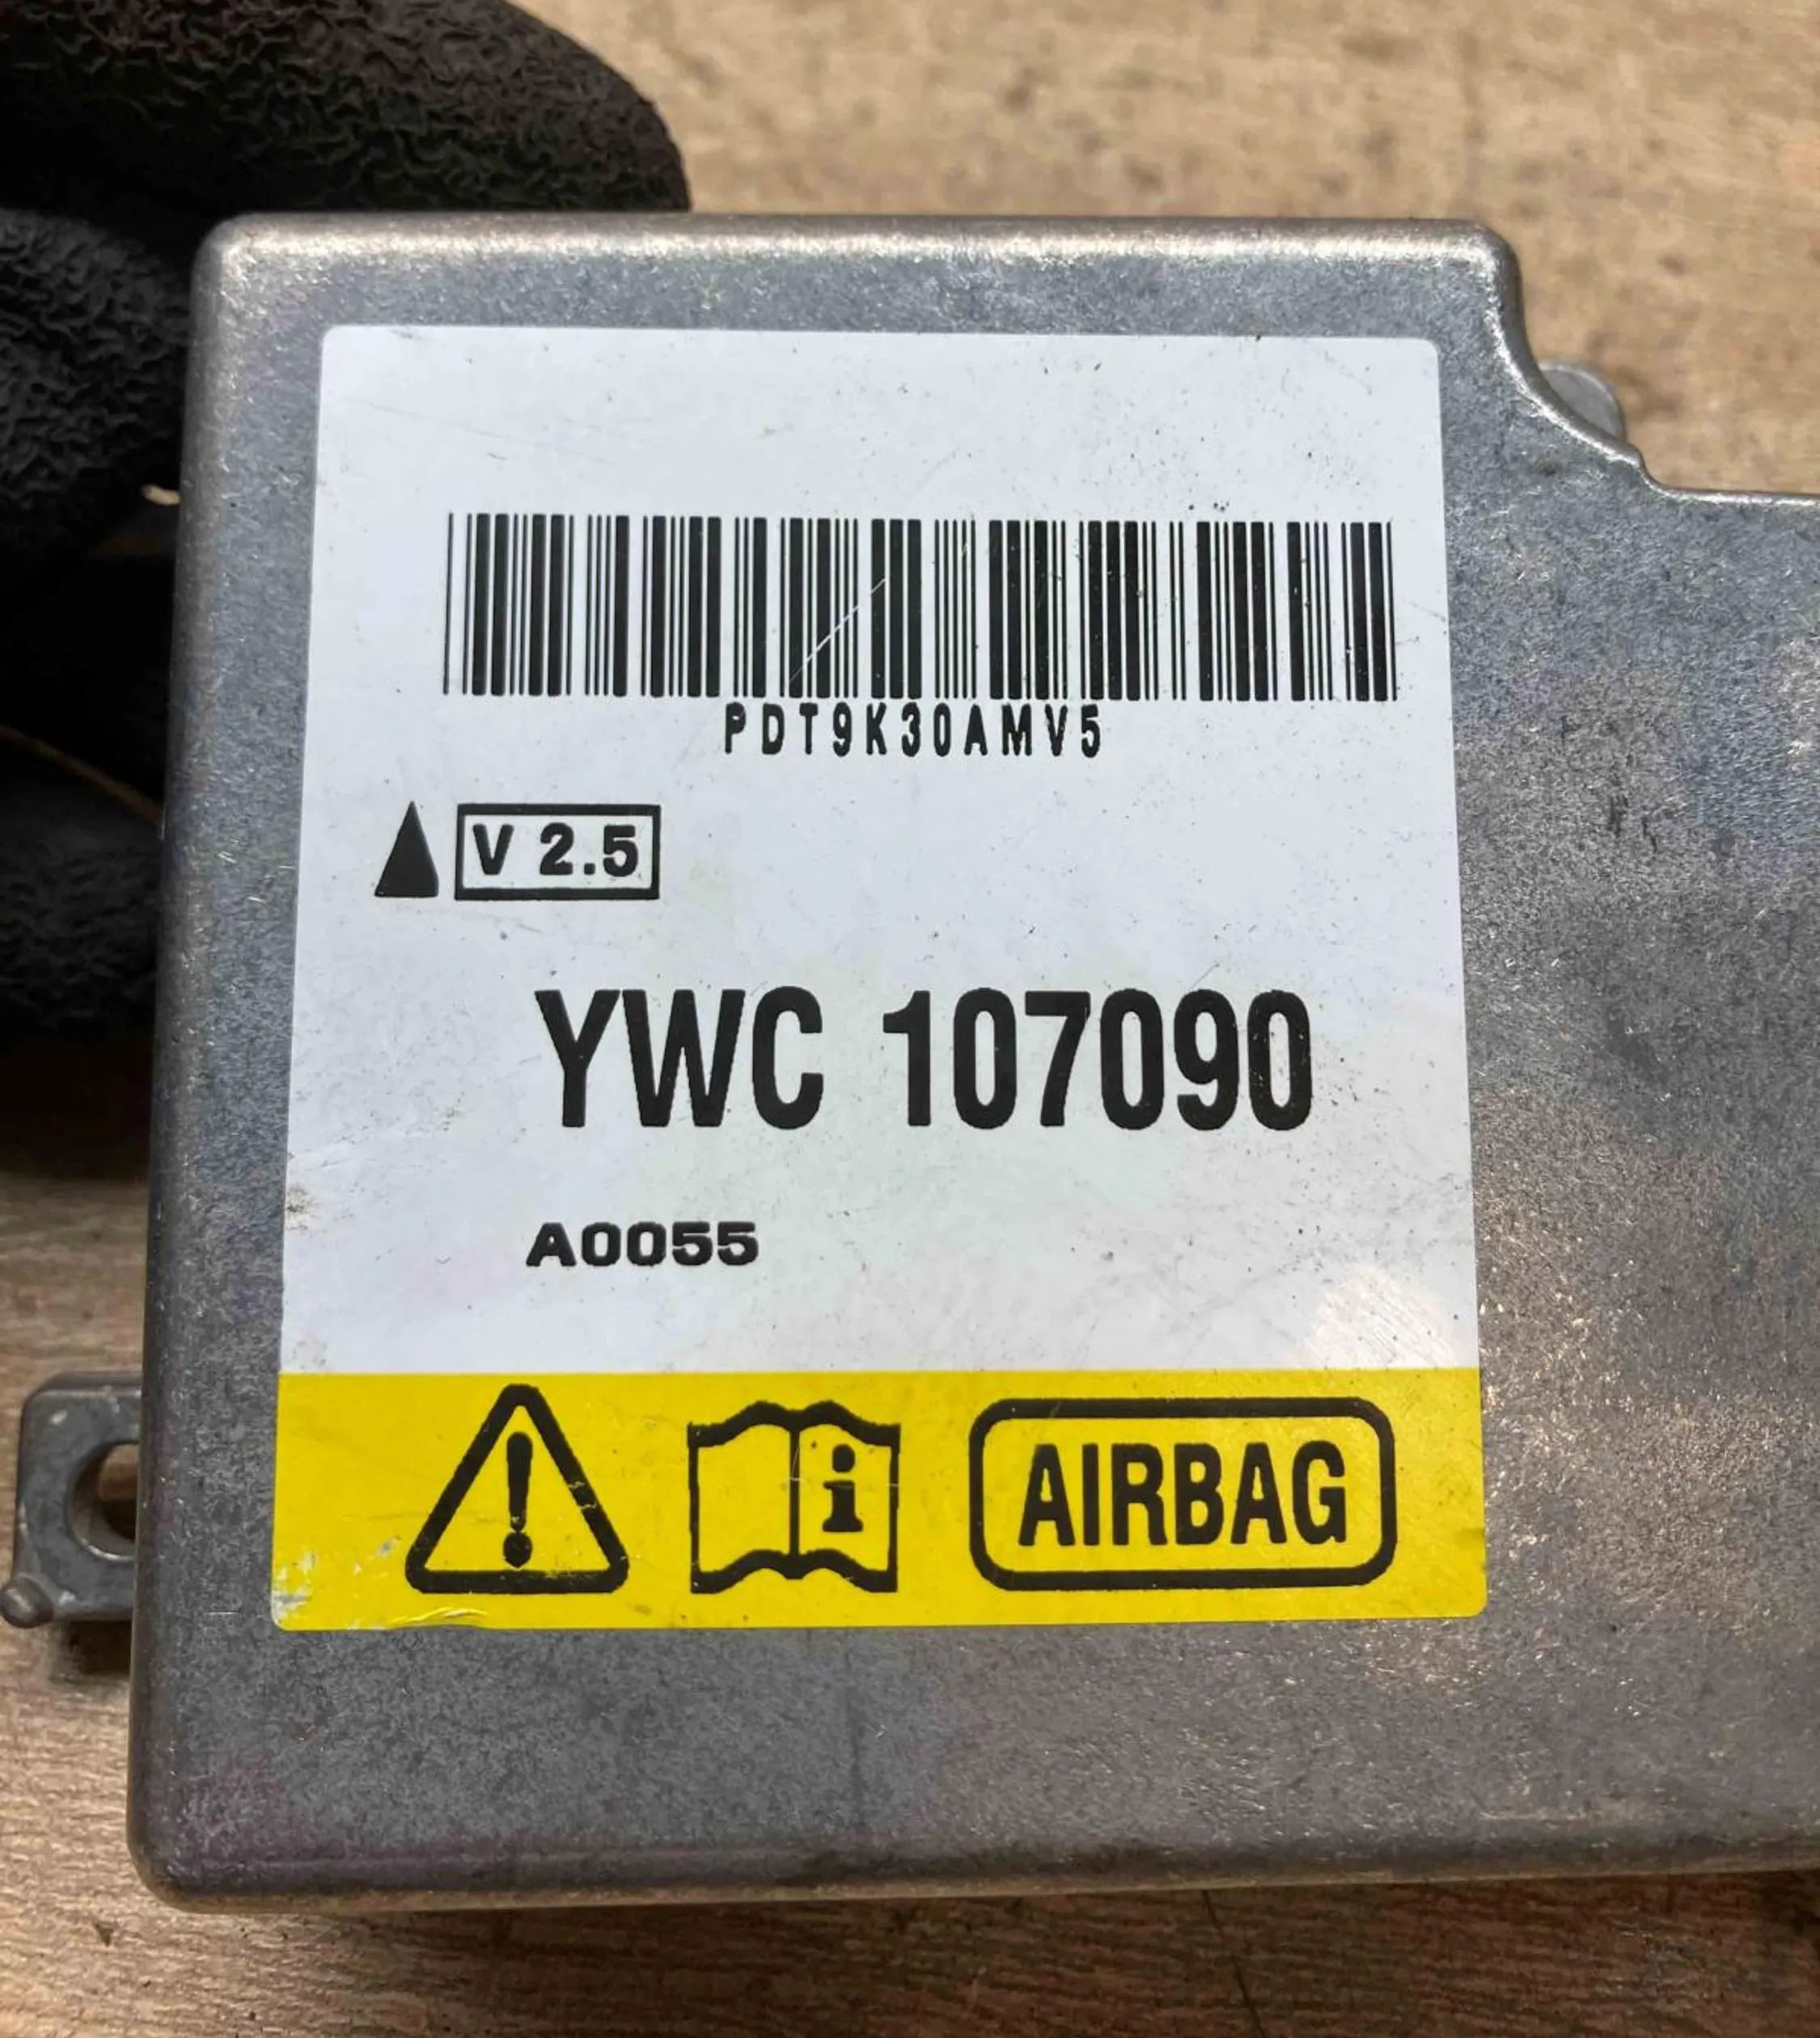 PDT9K30AMV5
V 2.5
YWC 107090
A0055
i AIRBAG